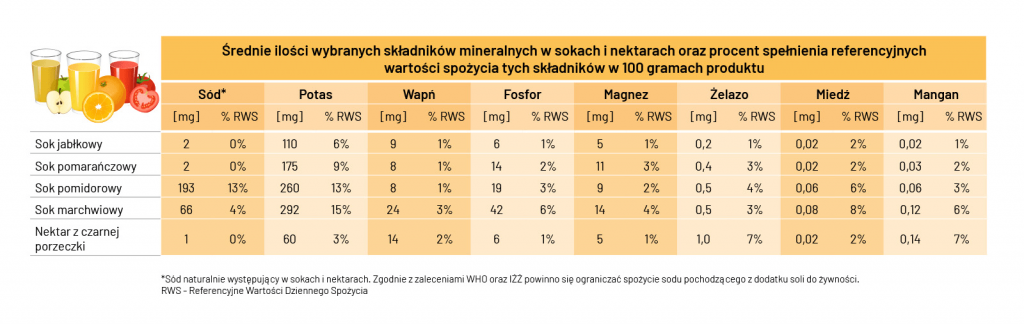 Średnie ilości wybranych składników mineralnych w sokach i nektarach oraz procent spełnienia referencyjnych
wartości spożycia tych składników w 100 gramach produktu
Sód* Potas Wapń Fosfor Magnez Żelazo Miedź Mangan
[mg] % RWS [mg] % RWS [mg] % RWS [mg] % RWS [mg] % RWS [mg] % RWS [mg] % RWS [mg] % RWS
Sok jabłkowy 2 0% 110 6% 9 1% 6 1% 5 1% 0,2 1% 0,02 2% 0,02 1%
Sok pomarańczowy 2 0% 175 9% 8 1% 14 2% 11 3% 0,4 3% 0,02 2% 0,03 2%
Sok pomidorowy 193 13% 260 13% 8 1% 19 3% 9 2% 0,5 4% 0,06 6% 0,06 3%
Sok marchwiowy 66 4% 292 15% 24 3% 42 6% 14 4% 0,5 3% 0,08 8% 0,12 6%
Nektar z czarnej
porzeczki 1 0% 60 3% 14 2% 6 1% 5 1% 1,0 7% 0,02 2% 0,14 7%
*Sód naturalnie występujący w sokach i nektarach. Zgodnie z zaleceniami WHO oraz IŻŻ powinno się ograniczać spożycie sodu pochodzącego z dodatku soli do żywności.
RWS - Referencyjne Wartości Dziennego Spożycia